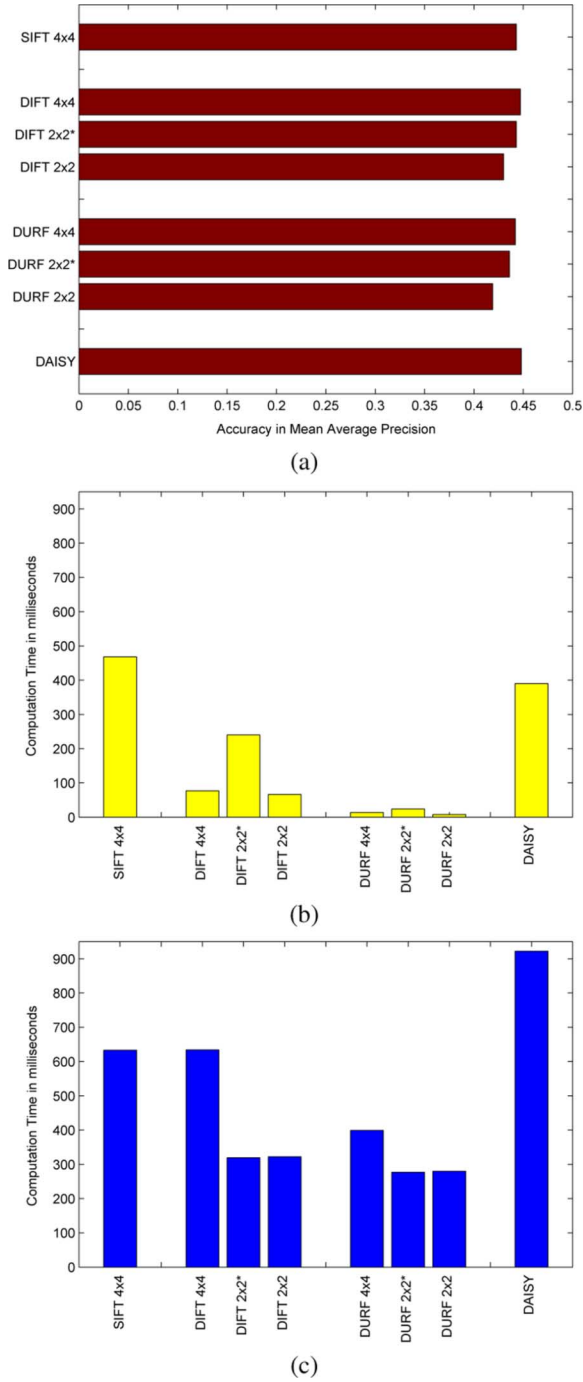 SIFT 4x4
DIFT 4x4
DIFT 2x2*
DIFT 2x2
DURF 4x4
DURF 2x2*
DURF 2x2
DAISY
0 0.05 0.1 0.15 0.2 0.25 0.3 0.35 0.4 0.45 0.5
Accuracy in Mean Average Precision
(a)
Computation Time in milliseconds
900
800
700
600
500
400
300
200
100
0
SIFT 4x4
DIFT 4x4
DIFT 2x2*
DIFT 2x2
DURF 4x4
DURF 2x2*
DURF 2x2
DAISY
(b)
Computation Time in milliseconds
900
800
700
600
500
400
300
200
100
0
SIFT 4x4
DIFT 4x4
DIFT 2x2*
DIFT 2x2
DURF 4x4
DURF 2x2*
DURF 2x2
DAISY
(c)